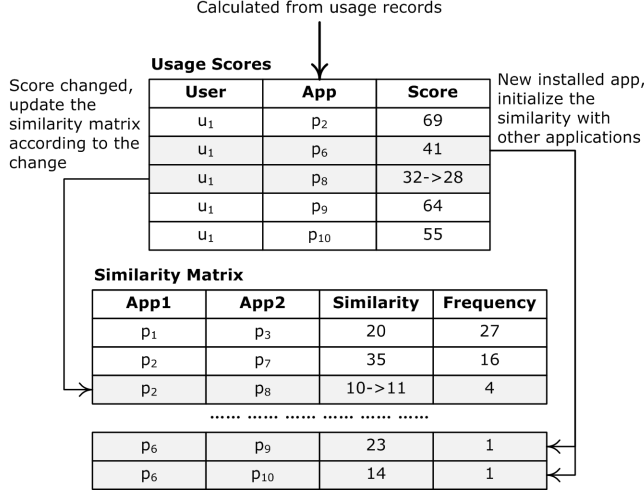 Calculated from usage records
Usage Scores
Score changed,
update the
similarity matrix
according to the
change
New installed app,
initialize the
similarity with
other applications
User App Score
u1 p2 69
u1 p6 41
u1 p8 32->28
u1 p9 64
u1 p10 55
Similarity Matrix
App1 App2 Similarity Frequency
p1 p3 20 27
p2 p7 35 16
p2 p8 10->11 4
…… …… …… …… …… ……
p6 p9 23 1
p6 p10 14 1